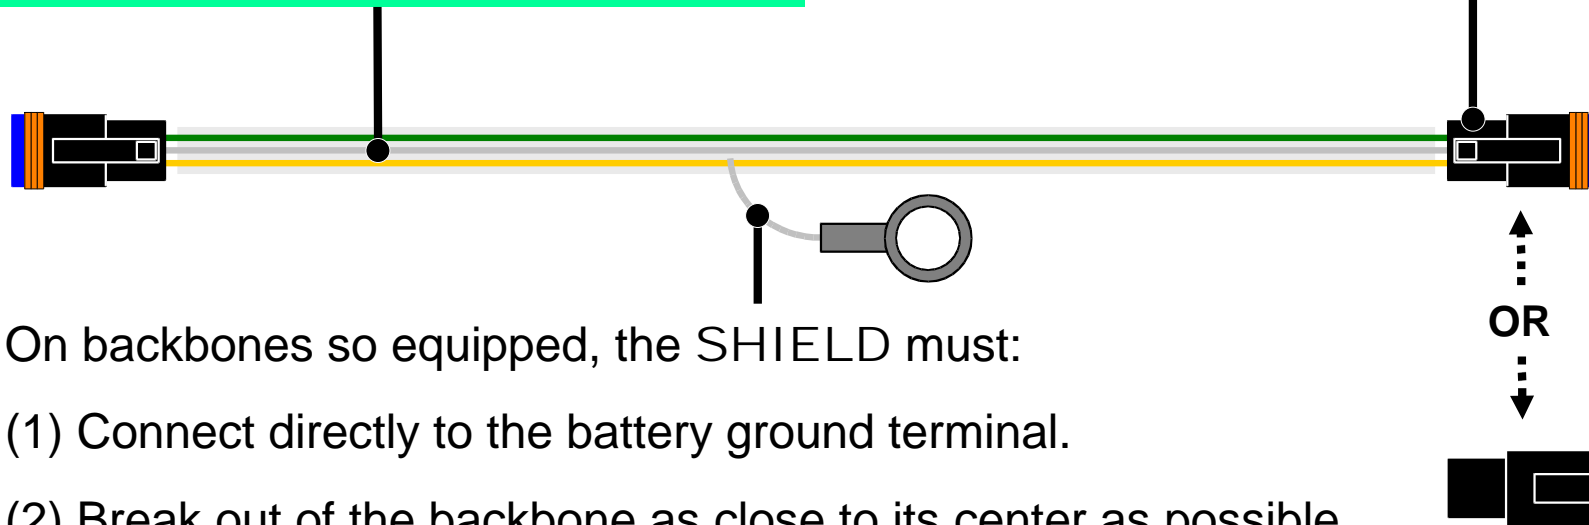 OR
On backbones so equipped, the SHIELD must:
(1) Connect directly to the battery ground terminal.
(2) Break out of the backbone as close to its center as possible